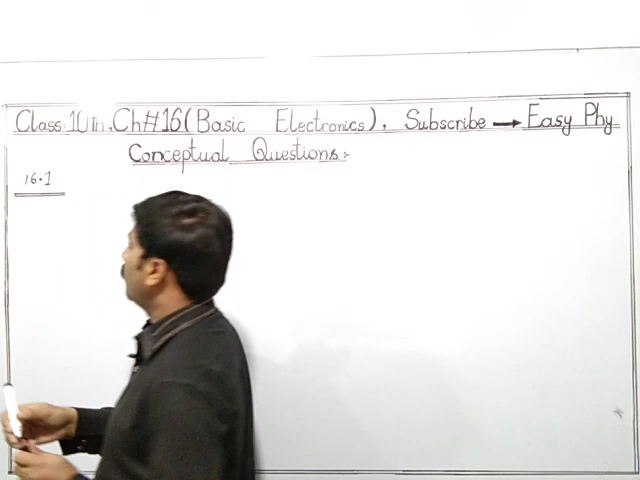 Class:10th, Ch#16(Basic Electronics), Subscribe → Easy Phy
Conceptual Questions:-
16.1